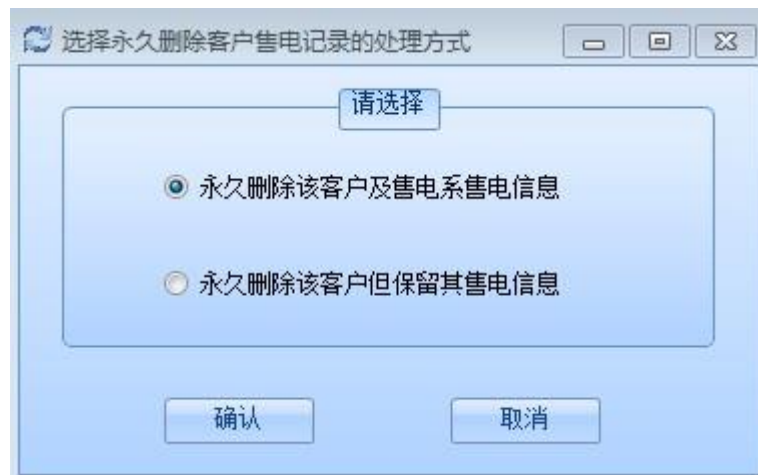 选择永久删除客户售电记录的处理方式
请选择
永久删除该客户及售电系售电信息
永久删除该客户但保留其售电信息
确认
取消